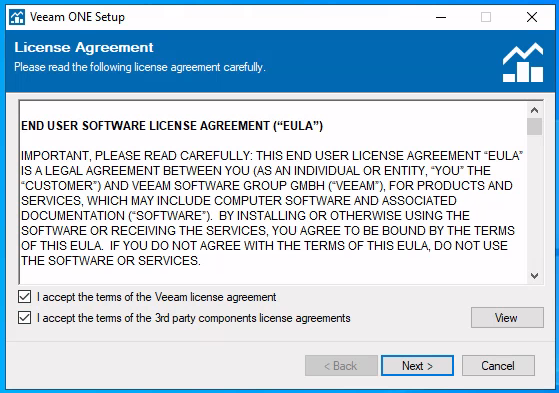 Veeam ONE Setup
License Agreement
Please read the following license agreement carefully.
END USER SOFTWARE LICENSE AGREEMENT (“EULA”)
IMPORTANT, PLEASE READ CAREFULLY: THIS END USER LICENSE AGREEMENT “EULA”
IS A LEGAL AGREEMENT BETWEEN YOU (AS AN INDIVIDUAL OR ENTITY, “YOU” THE
“CUSTOMER”) AND VEEAM SOFTWARE GROUP GMBH (“VEEAM”), FOR PRODUCTS AND
SERVICES, WHICH MAY INCLUDE COMPUTER SOFTWARE AND ASSOCIATED
DOCUMENTATION (“SOFTWARE”).  BY INSTALLING OR OTHERWISE USING THE
SOFTWARE OR RECEIVING THE SERVICES, YOU AGREE TO BE BOUND BY THE TERMS
OF THIS EULA.  IF YOU DO NOT AGREE WITH THE TERMS OF THIS EULA, DO NOT USE
THE SOFTWARE OR SERVICES.
I accept the terms of the Veeam license agreement
I accept the terms of the 3rd party components license agreements
View
< Back
Next >
Cancel